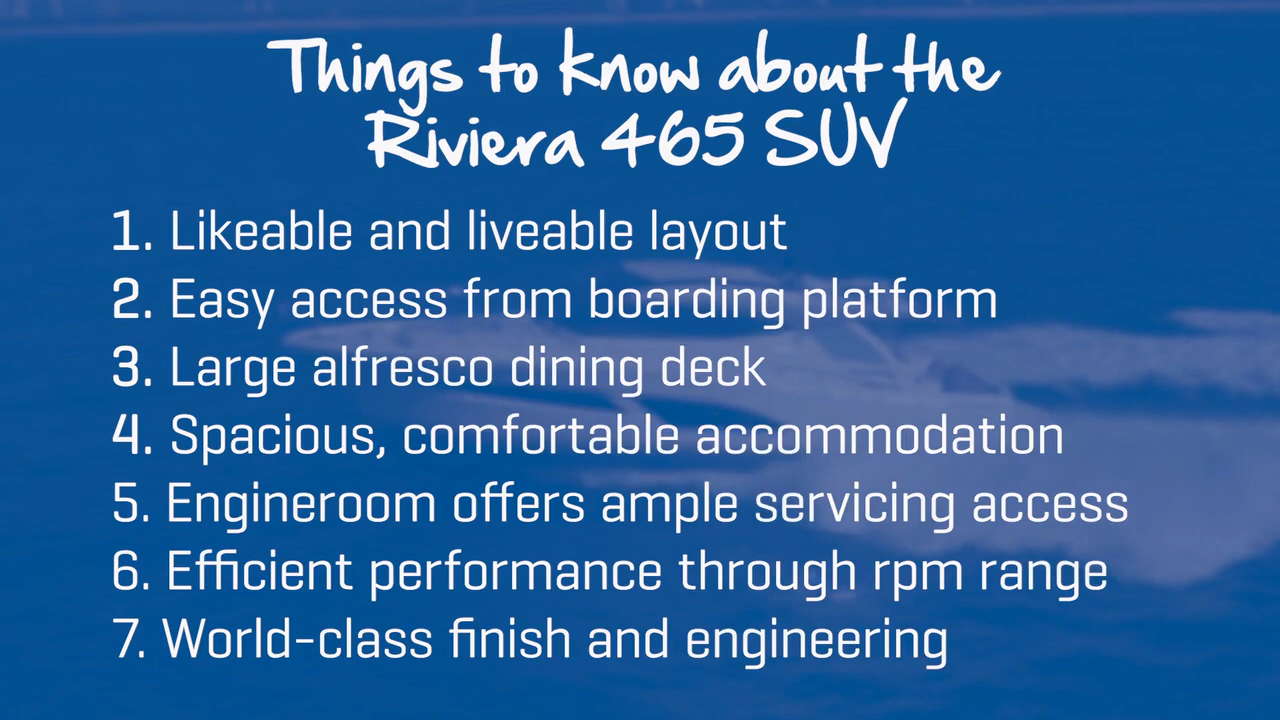 Things to know about the
Riviera 465 SUV
1. Likeable and liveable layout
2. Easy access from boarding platform
3. Large alfresco dining deck
4. Spacious, comfortable accommodation
5. Engineroom offers ample servicing access
6. Efficient performance through rpm range
7. World-class finish and engineering